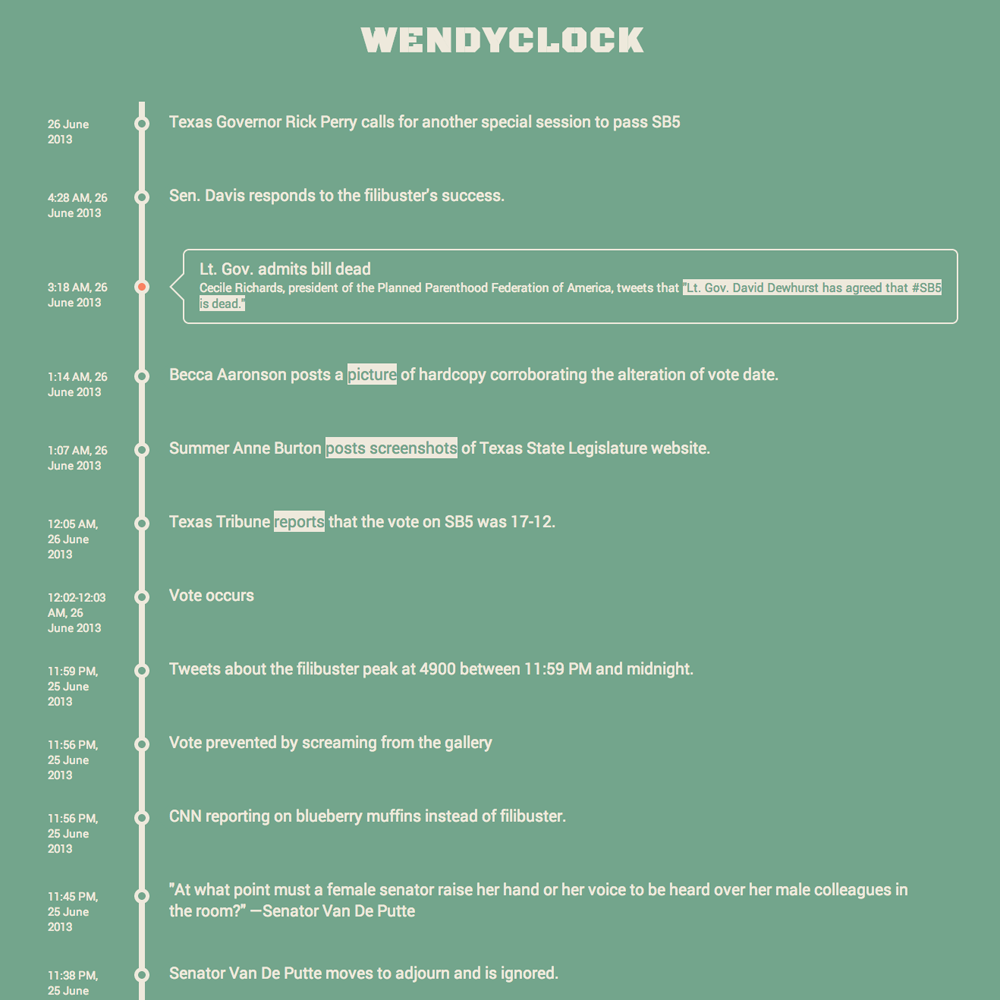 WENDYCLOCK
26 June
2013
Texas Governor Rick Perry calls for another special session to pass SB5
4:28 AM, 26
June 2013
Sen. Davis responds to the filibuster's success.
3:18 AM, 26
June 2013
Lt. Gov. admits bill dead
Cecile Richards, president of the Planned Parenthood Federation of America, tweets that "Lt. Gov. David Dewhurst has agreed that #SB5
is dead."
1:14 AM, 26
June 2013
Becca Aaronson posts a picture of hardcopy corroborating the alteration of vote date.
1:07 AM, 26
June 2013
Summer Anne Burton posts screenshots of Texas State Legislature website.
12:05 AM,
26 June
2013
Texas Tribune reports that the vote on SB5 was 17-12.
12:02-12:03
AM, 26
June 2013
Vote occurs
11:59 PM,
25 June
2013
Tweets about the filibuster peak at 4900 between 11:59 PM and midnight.
11:56 PM,
25 June
2013
Vote prevented by screaming from the gallery
11:56 PM,
25 June
2013
CNN reporting on blueberry muffins instead of filibuster.
11:45 PM,
25 June
2013
"At what point must a female senator raise her hand or her voice to be heard over her male colleagues in
the room?" —Senator Van De Putte
11:38 PM,
25 June
Senator Van De Putte moves to adjourn and is ignored.